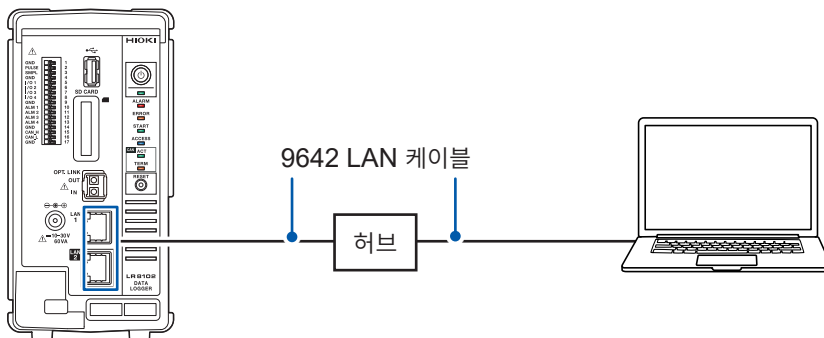 HIOKI
GND 1
PULSE 2
SMPL 3
GND 4
I/O 1 5
I/O 2 6
I/O 3 7
I/O 4 8
GND 9
ALM 1 10
ALM 2 11
ALM 3 12
ALM 4 13
GND 14
CAN_H 15
CAN_L 16
GND 17
SD CARD
ALARM
ERROR
START
ACCESS
CAN ACT
TERM
RESET
OPT. LINK
OUT
IN
LAN
1
10-30V
60VA
LAN
2
LR8102
DATA
LOGGER
9642 LAN 케이블
허브